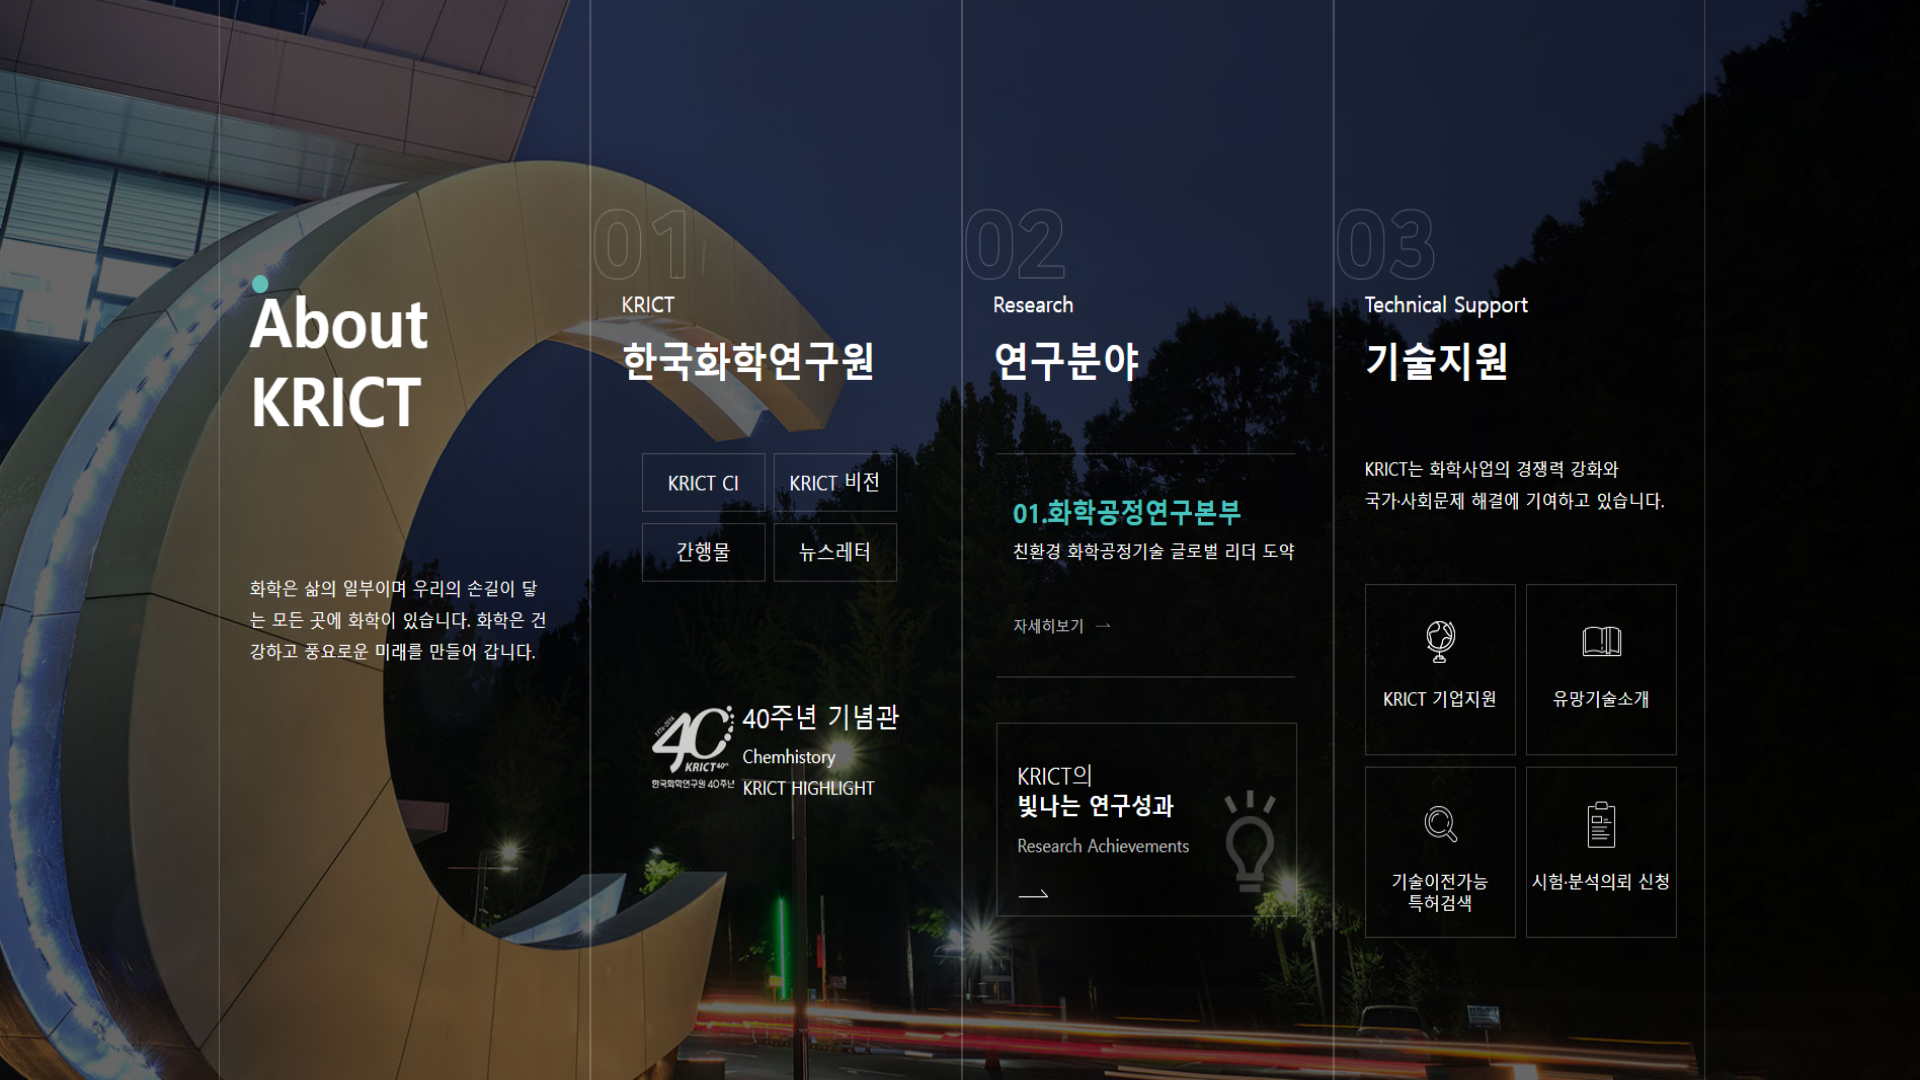 About
KRICT
화학은 삶의 일부이며 우리의 손길이 닿
는 모든 곳에 화학이 있습니다. 화학은 건
강하고 풍요로운 미래를 만들어 갑니다.
01
KRICT
한국화학연구원
KRICT CI
KRICT 비전
간행물
뉴스레터
1976-2016
40
KRICT 40th
한국화학연구원 40주년
40주년 기념관
Chemhistory
KRICT HIGHLIGHT
02
Research
연구분야
01.화학공정연구본부
친환경 화학공정기술 글로벌 리더 도약
자세히보기
KRICT의
빛나는 연구성과
Research Achievements
03
Technical Support
기술지원
KRICT는 화학사업의 경쟁력 강화와
국가·사회문제 해결에 기여하고 있습니다.
KRICT 기업지원
유망기술소개
기술이전가능
특허검색
시험·분석의뢰 신청